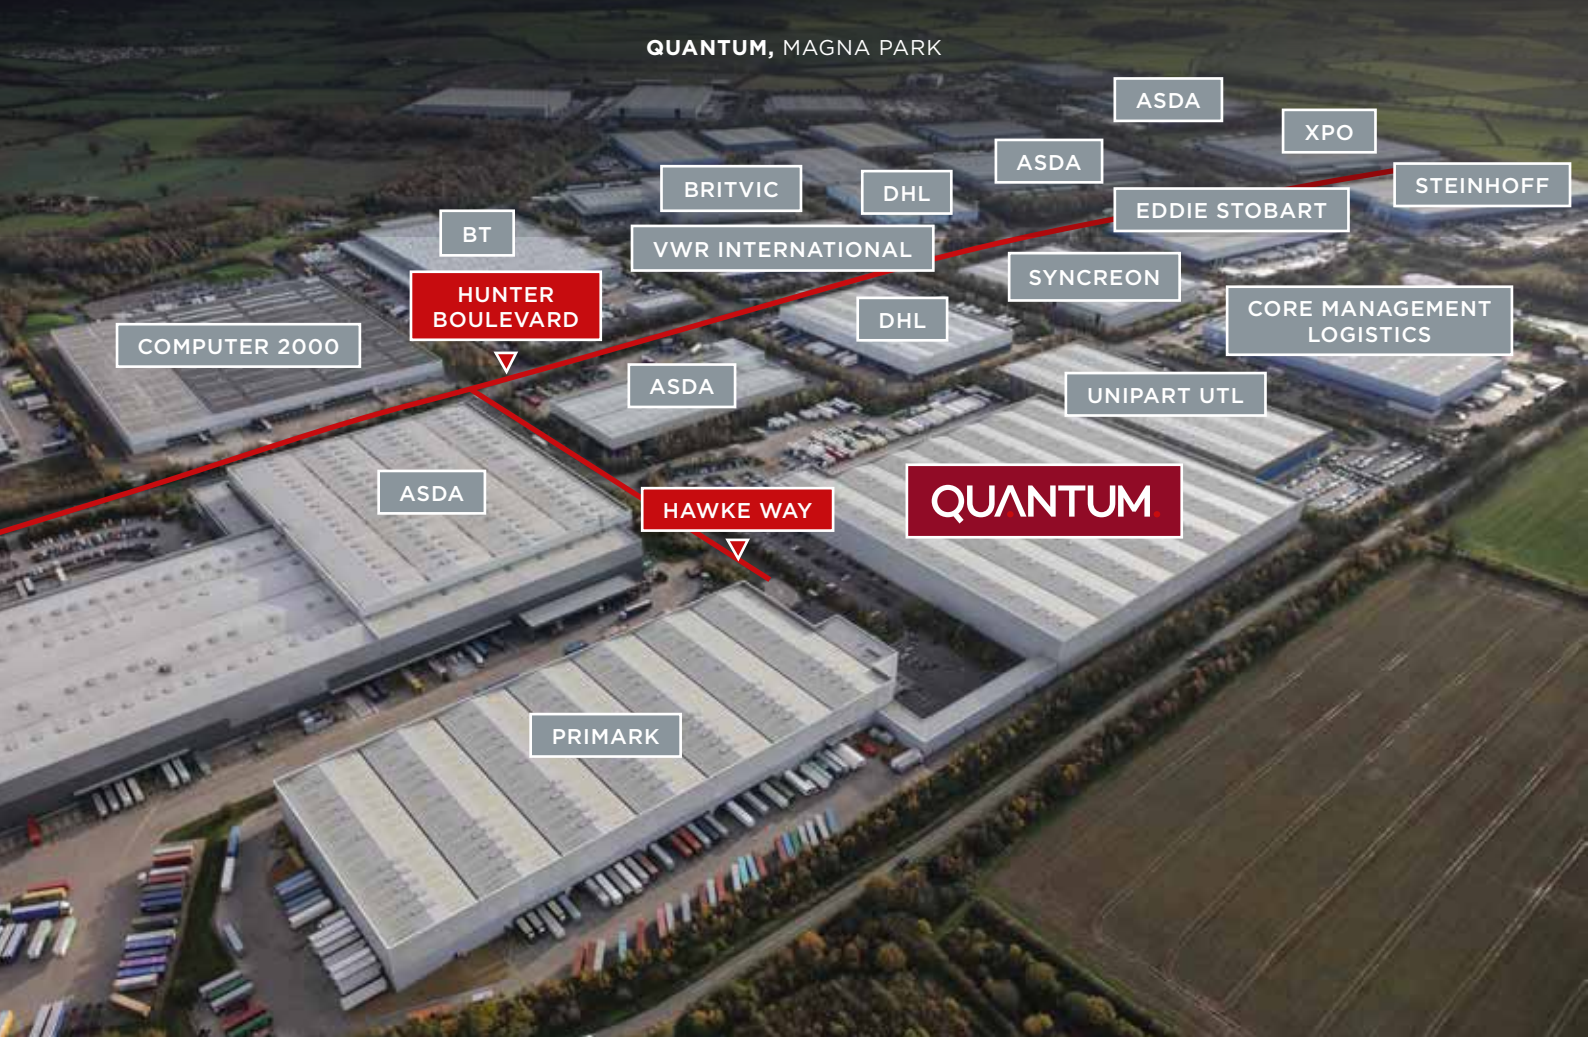 QUANTUM, MAGNA PARK
ASDA
XPO
ASDA
STEINHOFF
BRITVIC
DHL
EDDIE STOBART
BT
VWR INTERNATIONAL
SYNCREON
HUNTER
BOULEVARD
CORE MANAGEMENT
LOGISTICS
DHL
COMPUTER 2000
ASDA
UNIPART UTL
ASDA
QUANTUM.
HAWKE WAY
PRIMARK